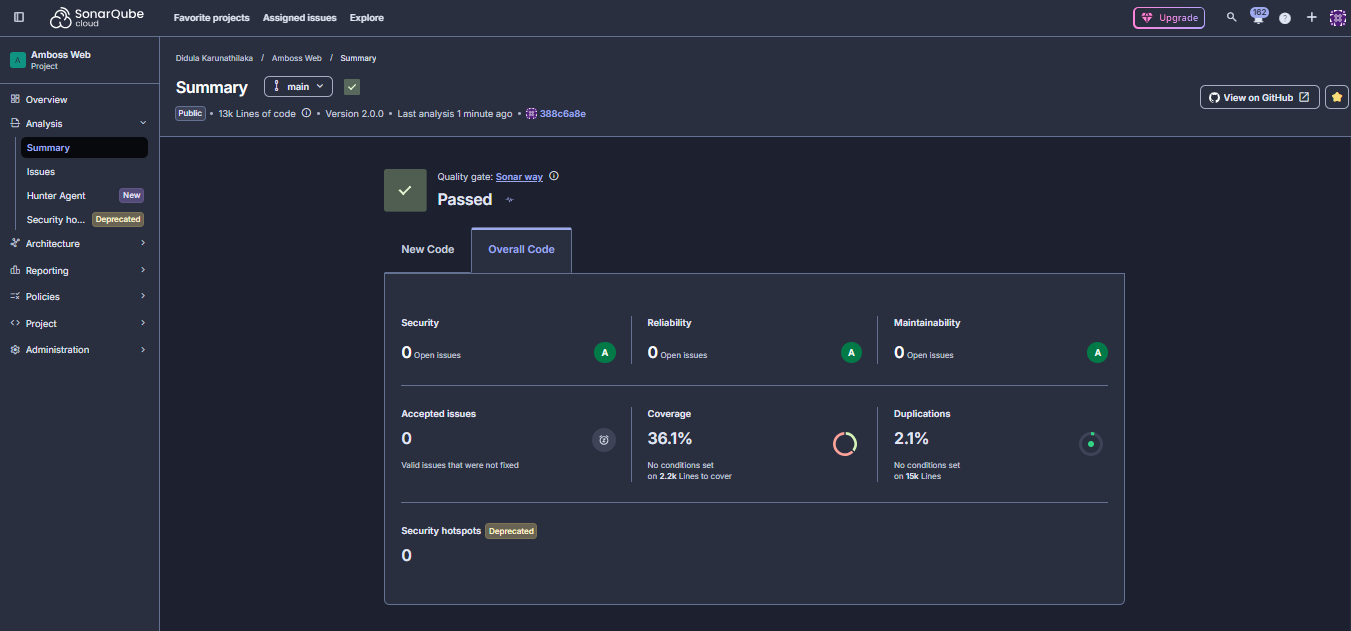 SonarQube cloud
Favorite projects Assigned issues Explore
Upgrade
162
?
A
Amboss Web
Project
Overview
Analysis
Summary
Issues
Hunter Agent New
Security ho... Deprecated
Architecture
Reporting
Policies
Project
Administration
Didula Karunathilaka / Amboss Web / Summary
Summary main
Public • 13k Lines of code • Version 2.0.0 • Last analysis 1 minute ago • 388c6a8e
View on GitHub
Quality gate: Sonar way
Passed
New Code Overall Code
Security
0 Open issues A
Reliability
0 Open issues A
Maintainability
0 Open issues A
Accepted issues
0
Valid issues that were not fixed
Coverage
36.1%
No conditions set
on 2.2k Lines to cover
Duplications
2.1%
No conditions set
on 15k Lines
Security hotspots Deprecated
0